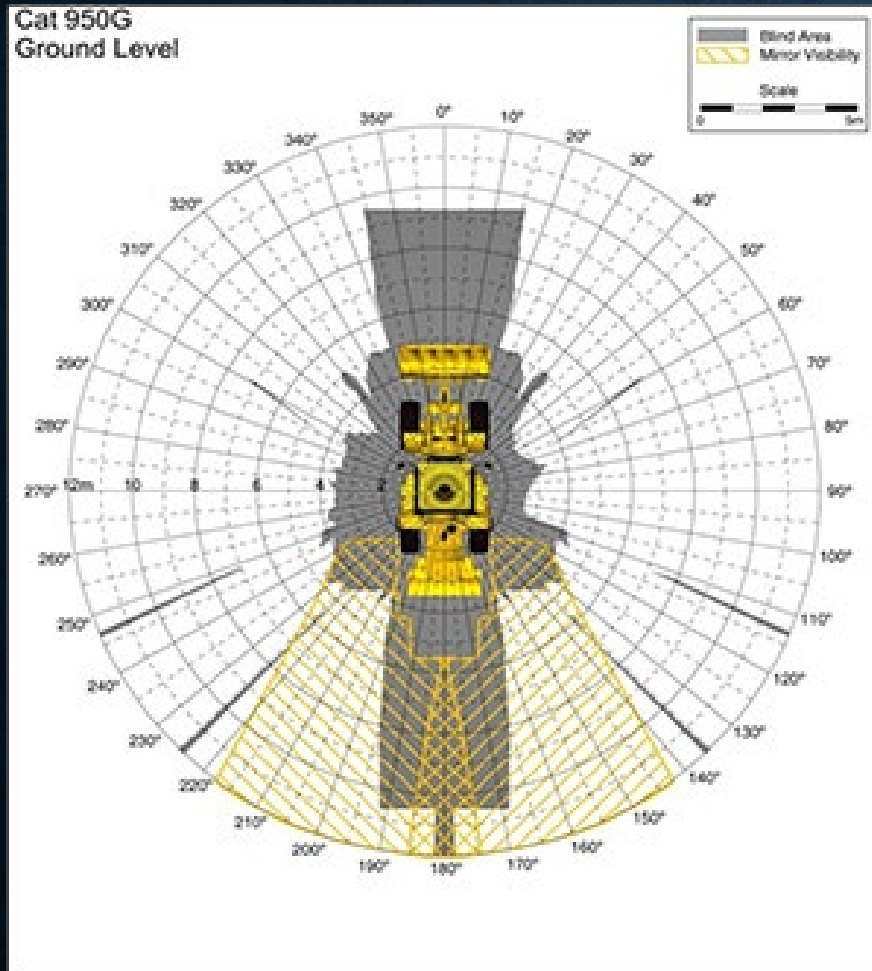 Cat 950G
Ground Level
Blind Area
Mirror Visibility
Scale
0 5m
0°
350° 10°
340° 20°
330° 30°
320° 40°
310° 50°
300° 60°
290° 70°
280° 80°
270° 12m 10 8 6 4 2 90°
260° 100°
250° 110°
240° 120°
230° 130°
220° 140°
210° 150°
200° 160°
190° 170°
180°